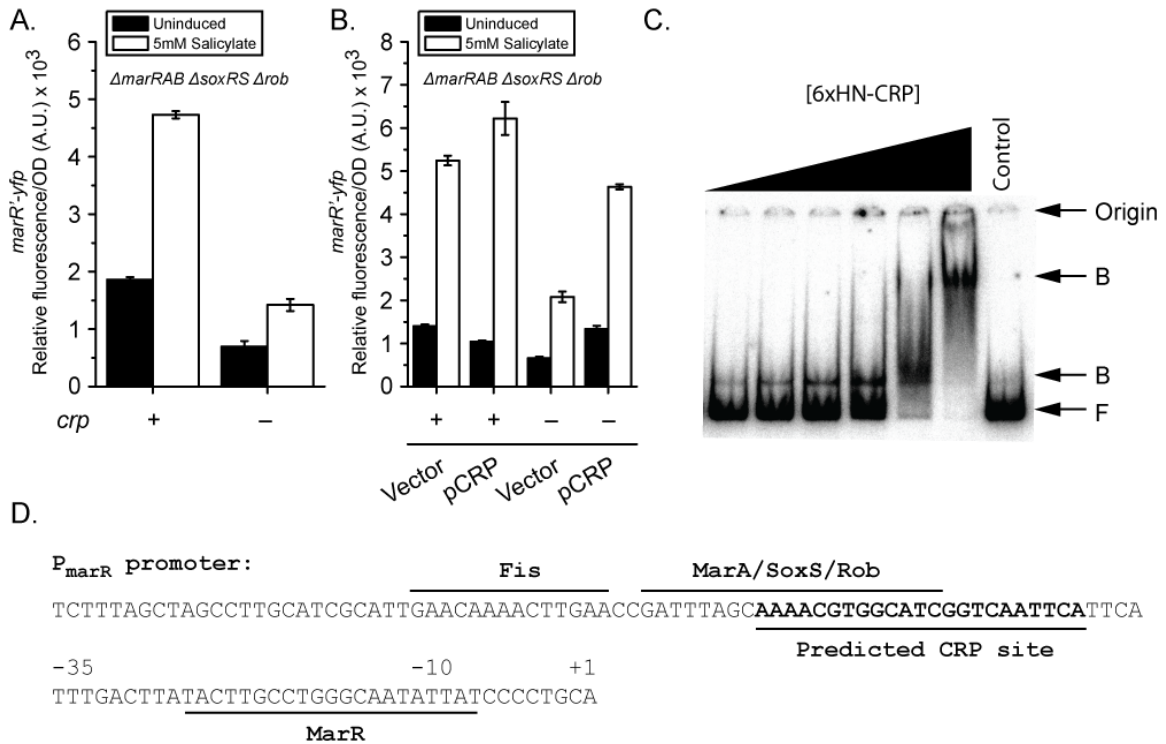 A.
Uninduced
5mM Salicylate
ΔmarRAB ΔsoxRS Δrob
marR'-yfp
Relative fluorescence/OD (A.U.) x 10³
6
5
4
3
2
1
0
crp
+
–
B.
Uninduced
5mM Salicylate
ΔmarRAB ΔsoxRS Δrob
marR'-yfp
Relative fluorescence/OD (A.U.) x 10³
8
7
6
5
4
3
2
1
0
+ + – –
Vector pCRP Vector pCRP
C.
[6xHN-CRP]
Control
Origin
B
B
F
D.
PmarR promoter:
Fis MarA/SoxS/Rob
TCTTTAGCTAGCCTTGCATCGCATTGAACAAAACTTGAACCGATTTAGCAAAACGTGGCATCGGTCAATTCATTCA
Predicted CRP site
-35 -10 +1
TTTGACTTATACTTGCCTGGGCAATATTATCCCCTGCA
MarR